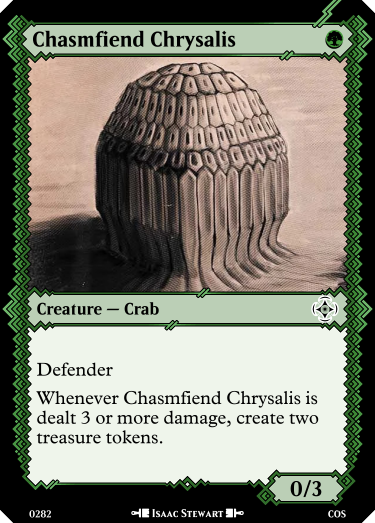 Chasmfiend Chrysalis
Creature — Crab
Defender
Whenever Chasmfiend Chrysalis is
dealt 3 or more damage, create two
treasure tokens.
0/3
0282
Isaac Stewart
COS